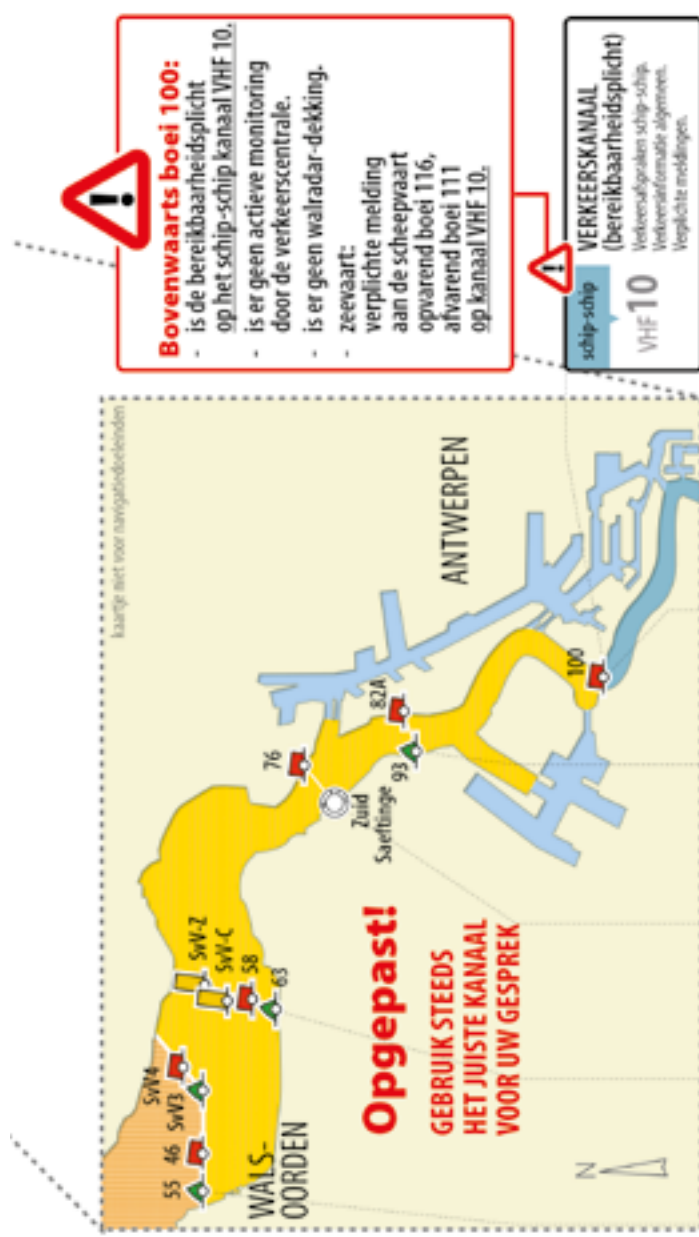 kaartje niet voor navigatiedoeleinden
55
46
SvV3
SvV4
SvV-Z
SvV-C
58
63
WALS-
OORDEN
76
Zuid
Saeftinge
82A
93
ANTWERPEN
100
Opgepast!
GEBRUIK STEEDS
HET JUISTE KANAAL
VOOR UW GESPREK
N
Bovenwaarts boei 100:
- is de bereikbaarheidsplicht
op het schip-schip kanaal VHF 10.
- is er geen actieve monitoring
door de verkeerscentrale.
- is er geen walradar-dekking.
- zeevaart:
verplichte melding
aan de scheepvaart
opvarend boei 116,
afvarend boei 111
op kanaal VHF 10.
schip-schip
VHF 10
VERKEERSKANAAL
(bereikbaarheidsplicht)
Verkeersafspraken schip-schip.
Verkeersinformatie algemeen.
Verplichte meldingen.